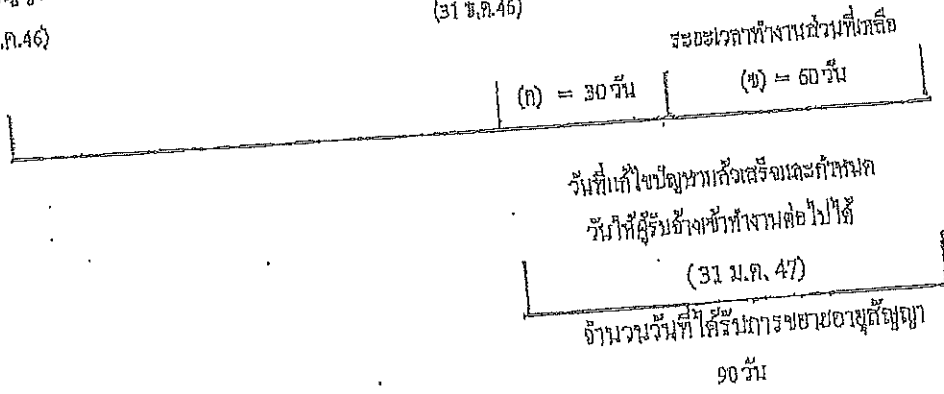 (31 ธ.ค.46)
.ค.46)
ระยะเวลาทำงานส่วนที่เหลือ
(ก) = 30 วัน
(ข) = 60 วัน
วันที่แก้ไขปัญหาแล้วเสร็จและกำหนด
วันให้ผู้รับจ้างเข้าทำงานต่อไปได้
(31 ม.ค. 47)
จำนวนวันที่ได้รับการขยายอายุสัญญา
90 วัน